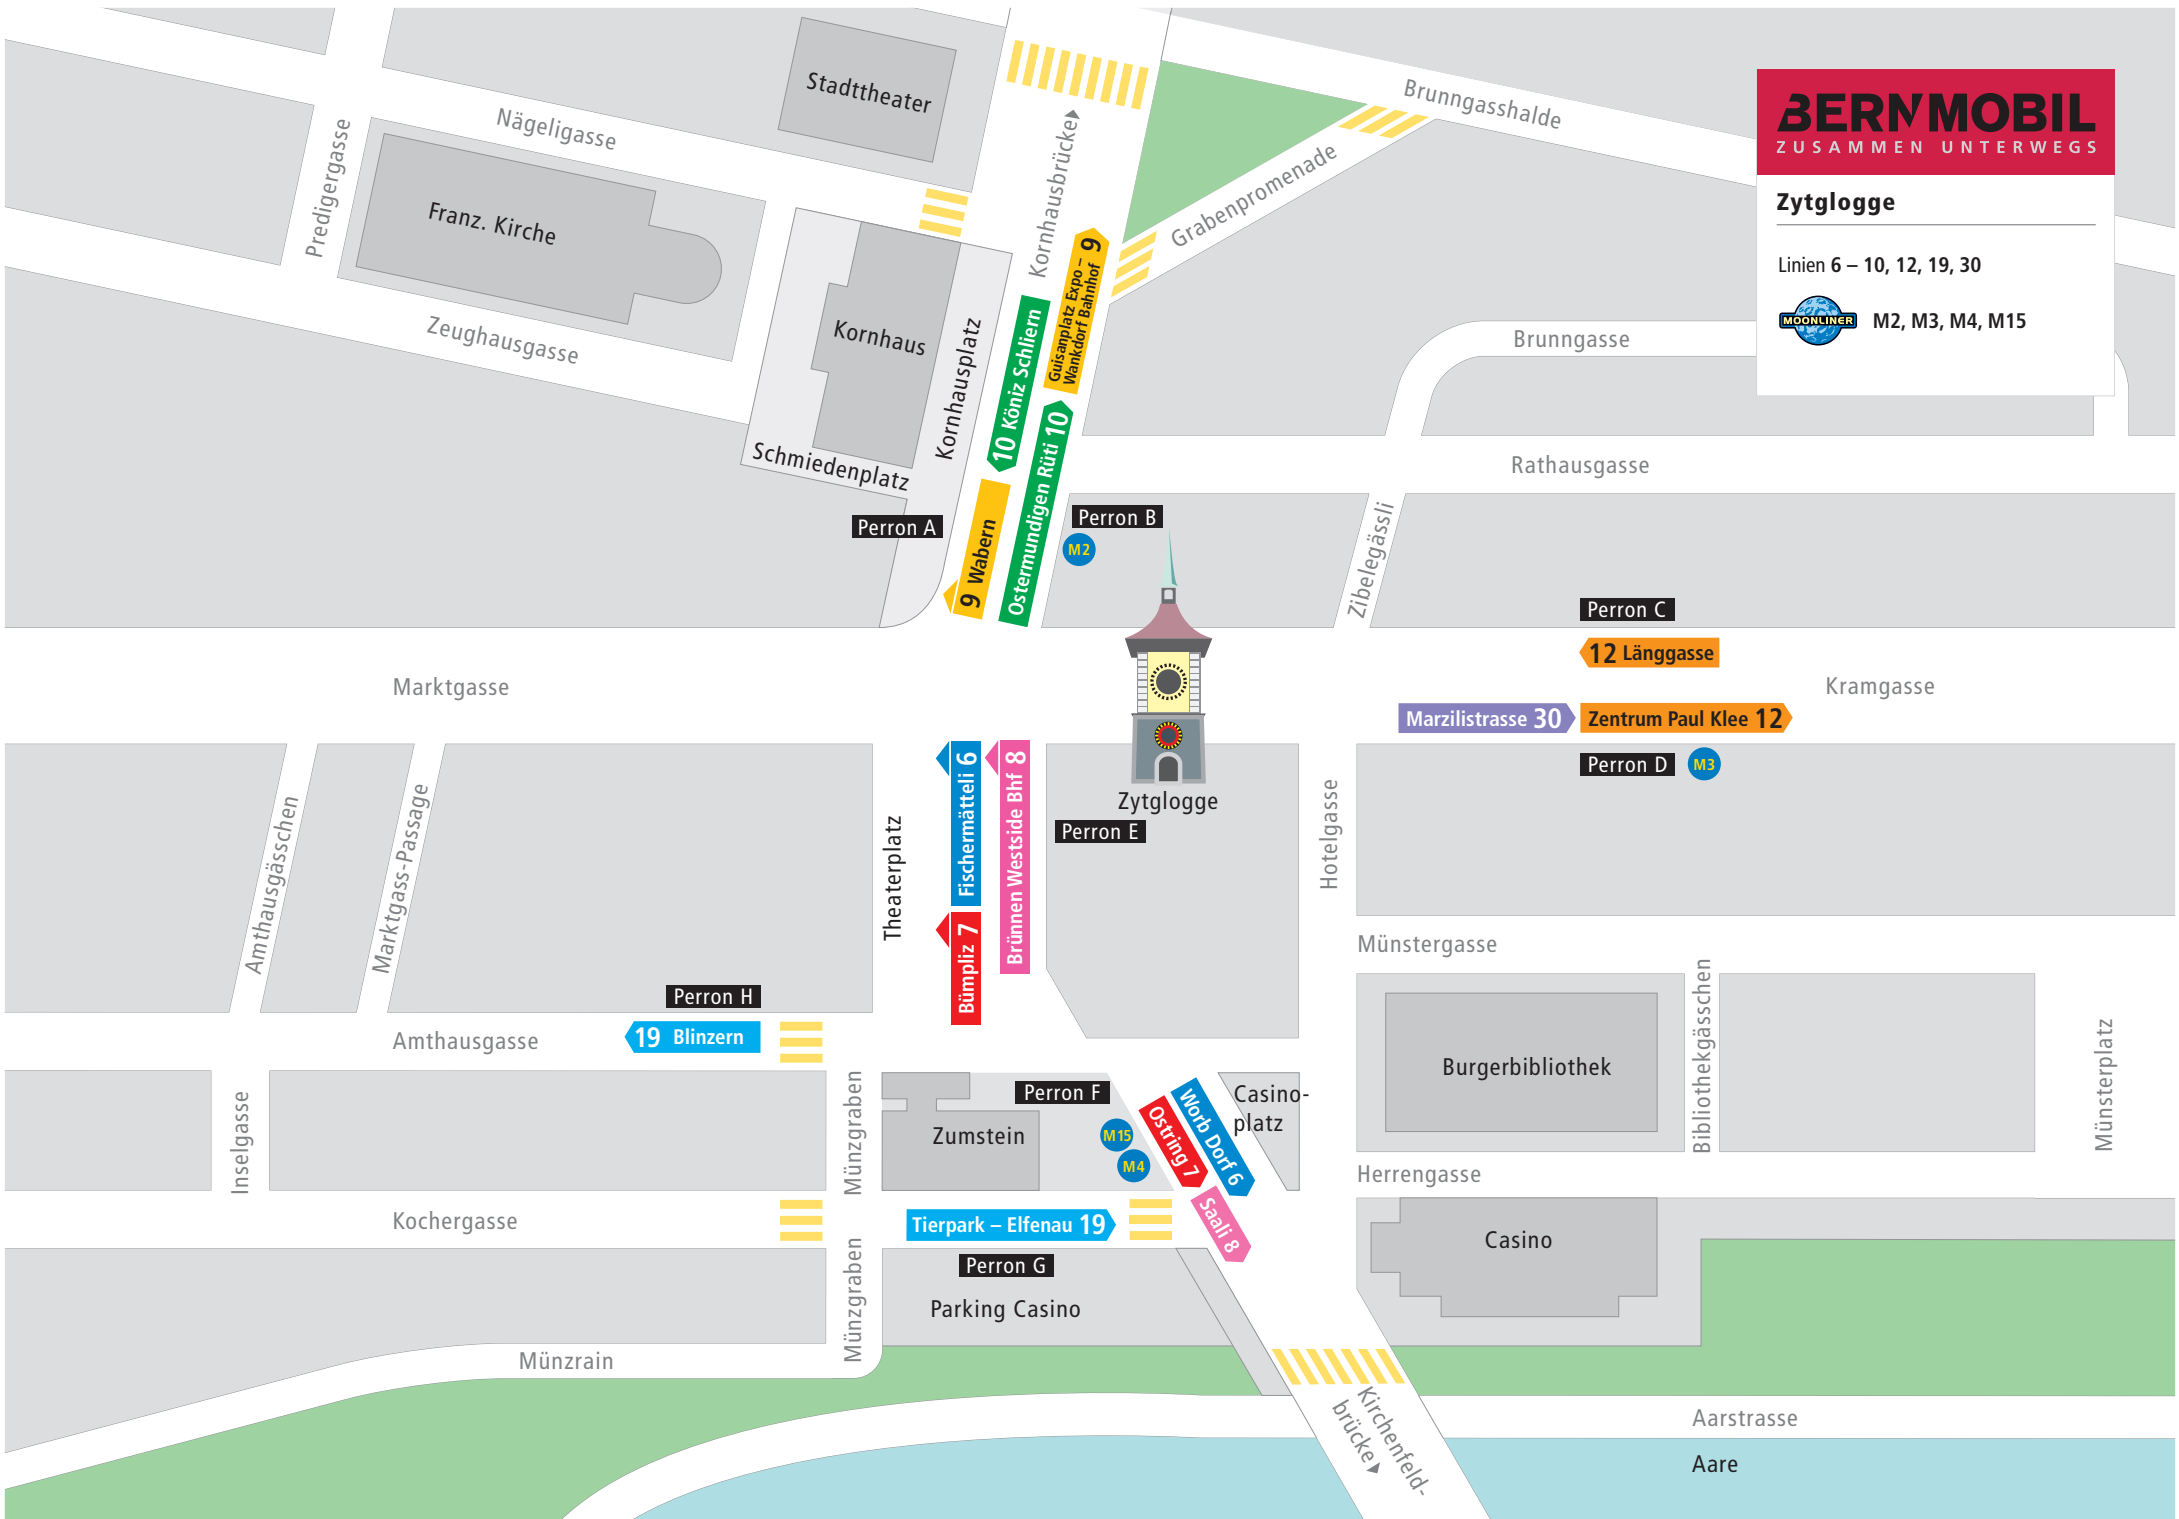 BERNMOBIL
ZUSAMMEN UNTERWEGS
Zytglogge
Linien 6 – 10, 12, 19, 30
MOONLINER
M2, M3, M4, M15
Stadttheater
Nägeligasse
Predigergasse
Franz. Kirche
Zeughausgasse
Kornhaus
Kornhausplatz
Schmiedenplatz
Kornhausbrücke
Brunngasshalde
Grabenpromenade
Brunngasse
Rathausgasse
Zibelegässli
Guisanplatz Expo – 9
Wankdorf Bahnhof
10 Köniz Schliern
Ostermundigen Rüti 10
9 Wabern
Perron A
Perron B
M2
Perron C
12 Länggasse
Marktgasse
Kramgasse
Marzilistrasse 30
Zentrum Paul Klee 12
Perron D
M3
Zytglogge
Perron E
Fischermätteli 6
Brünnen Westside Bhf 8
Bümpliz 7
Theaterplatz
Hotelgasse
Amthausgässchen
Marktgass-Passage
Münstergasse
Perron H
19 Blinzern
Amthausgasse
Burgerbibliothek
Bibliothekgässchen
Münsterplatz
Inselgasse
Münzgraben
Zumstein
Perron F
M15
M4
Ostring 7
Worb Dorf 6
Casino-
platz
Herrengasse
Kochergasse
Tierpark – Elfenau 19
Saali 8
Casino
Perron G
Münzgraben
Parking Casino
Münzrain
Kirchenfeld-
brücke
Aarstrasse
Aare